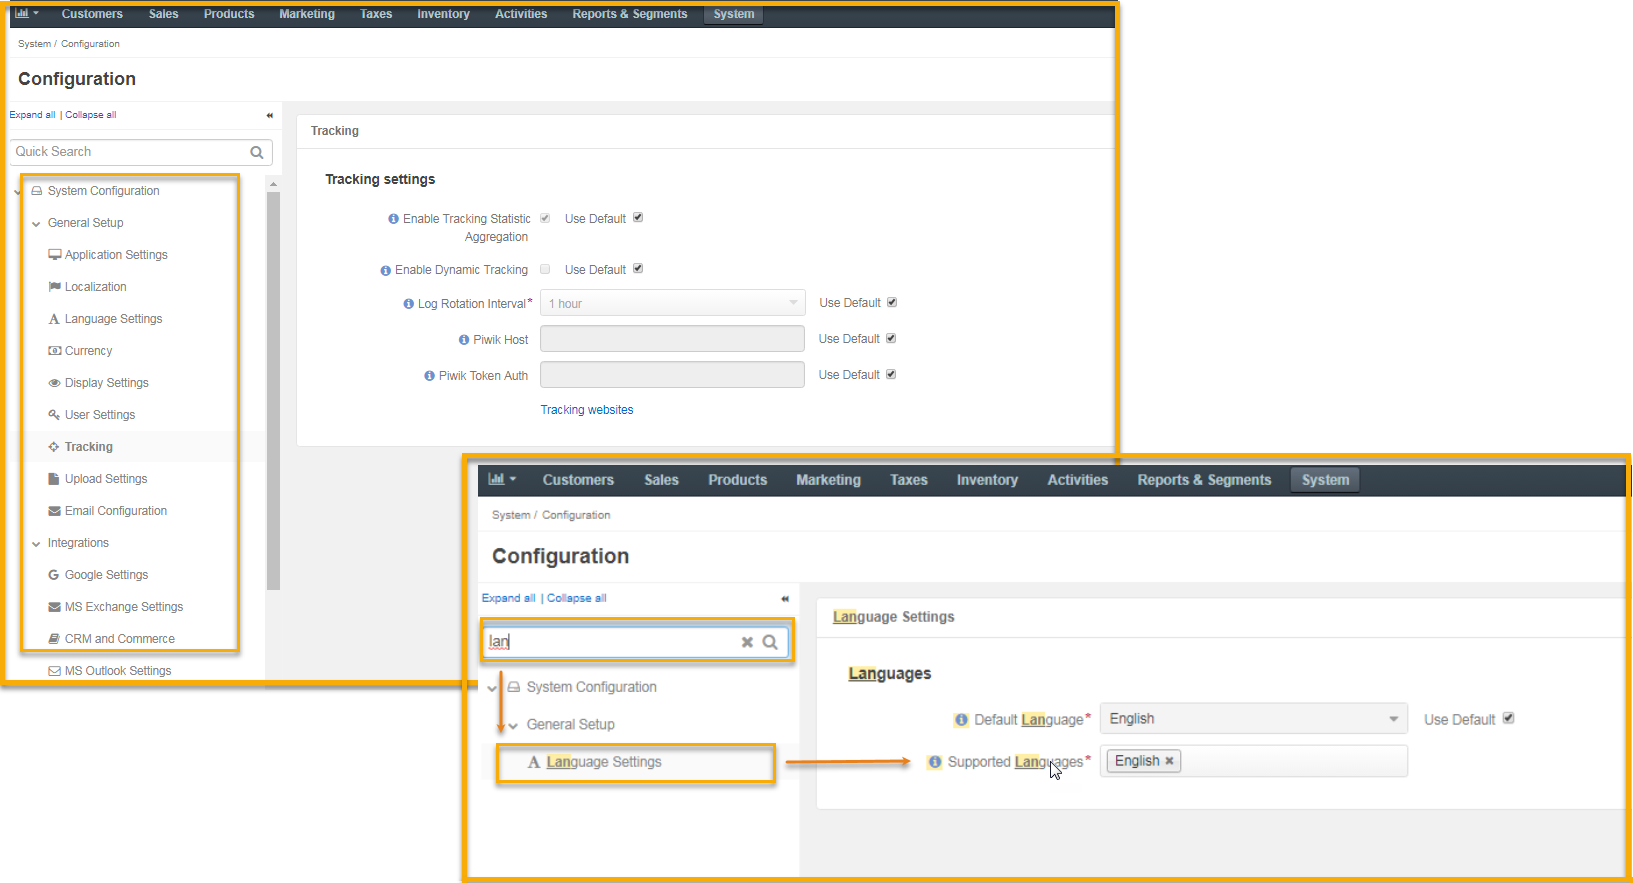 Customers Sales Products Marketing Taxes Inventory Activities Reports & Segments System
System / Configuration
Configuration
Expand all | Collapse all
Quick Search
System Configuration
General Setup
Application Settings
Localization
Language Settings
Currency
Display Settings
User Settings
Tracking
Upload Settings
Email Configuration
Integrations
Google Settings
MS Exchange Settings
CRM and Commerce
MS Outlook Settings
Tracking
Tracking settings
Enable Tracking Statistic Use Default
Aggregation
Enable Dynamic Tracking Use Default
Log Rotation Interval* 1 hour Use Default
Piwik Host Use Default
Piwik Token Auth Use Default
Tracking websites
Customers Sales Products Marketing Taxes Inventory Activities Reports & Segments System
System / Configuration
Configuration
Expand all | Collapse all
lan
System Configuration
General Setup
Language Settings
Language Settings
Languages
Default Language* English Use Default
Supported Languages* English